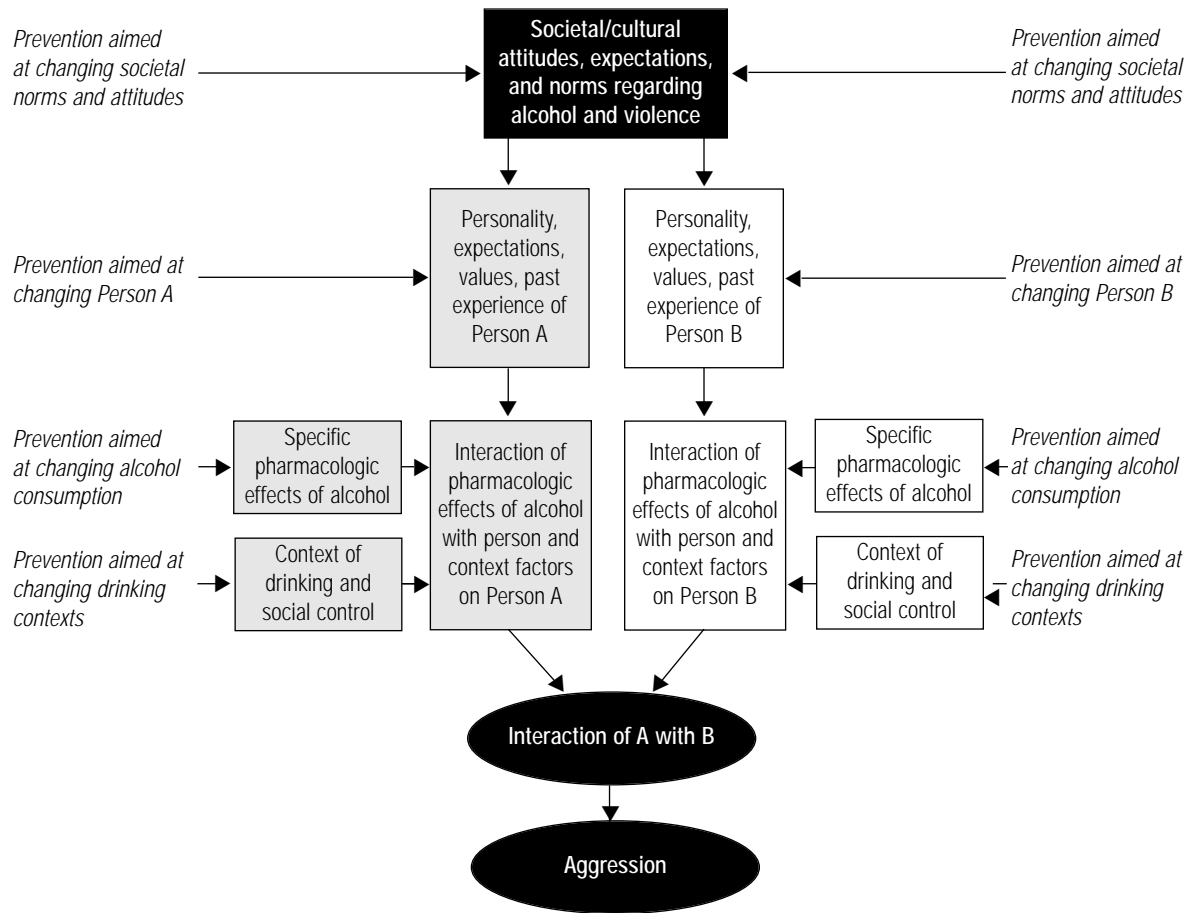 Prevention aimed
at changing societal
norms and attitudes
Societal/cultural
attitudes, expectations,
and norms regarding
alcohol and violence
Prevention aimed
at changing societal
norms and attitudes
Prevention aimed at
changing Person A
Personality,
expectations,
values, past
experience of
Person A
Personality,
expectations,
values, past
experience of
Person B
Prevention aimed at
changing Person B
Prevention aimed
at changing alcohol
consumption
Specific
pharmacologic
effects of alcohol
Interaction of
pharmacologic
effects of alcohol
with person and
context factors
on Person A
Interaction of
pharmacologic
effects of alcohol
with person and
context factors
on Person B
Specific
pharmacologic
effects of alcohol
Prevention aimed
at changing alcohol
consumption
Prevention aimed at
changing drinking
contexts
Context of
drinking and
social control
Context of
drinking and
social control
Prevention aimed at
changing drinking
contexts
Interaction of A with B
Aggression